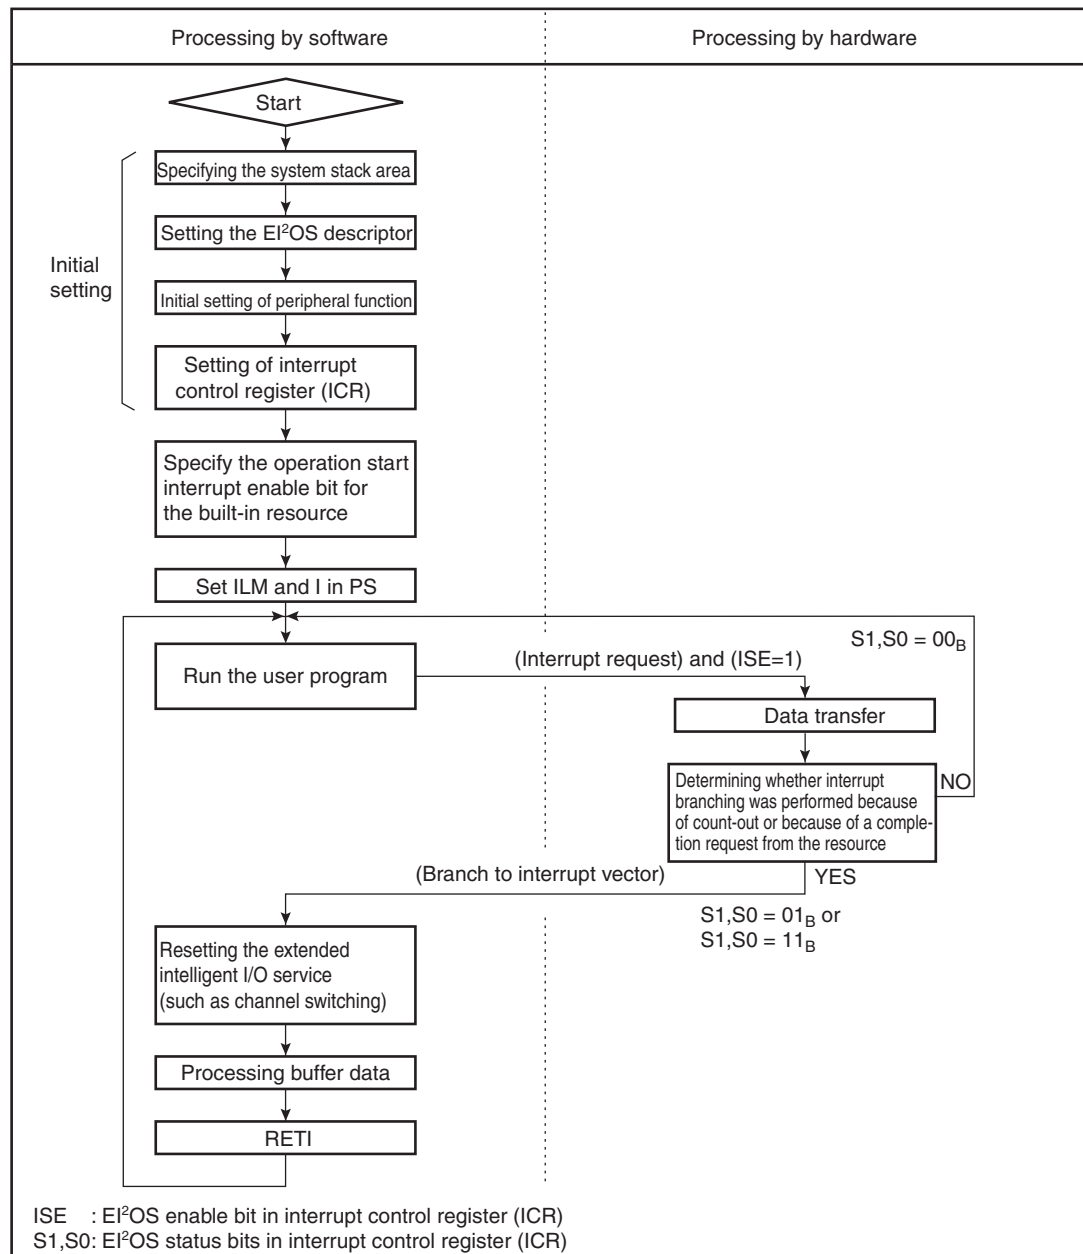 Processing by software
Processing by hardware
Start
Specifying the system stack area
Setting the EI²OS descriptor
Initial
setting
Initial setting of peripheral function
Setting of interrupt
control register (ICR)
Specify the operation start
interrupt enable bit for
the built-in resource
Set ILM and I in PS
S1,S0 = 00B
(Interrupt request) and (ISE=1)
Run the user program
Data transfer
Determining whether interrupt
branching was performed because
of count-out or because of a comple-
tion request from the resource
NO
(Branch to interrupt vector)
YES
S1,S0 = 01B or
S1,S0 = 11B
Resetting the extended
intelligent I/O service
(such as channel switching)
Processing buffer data
RETI
ISE : EI²OS enable bit in interrupt control register (ICR)
S1,S0: EI²OS status bits in interrupt control register (ICR)